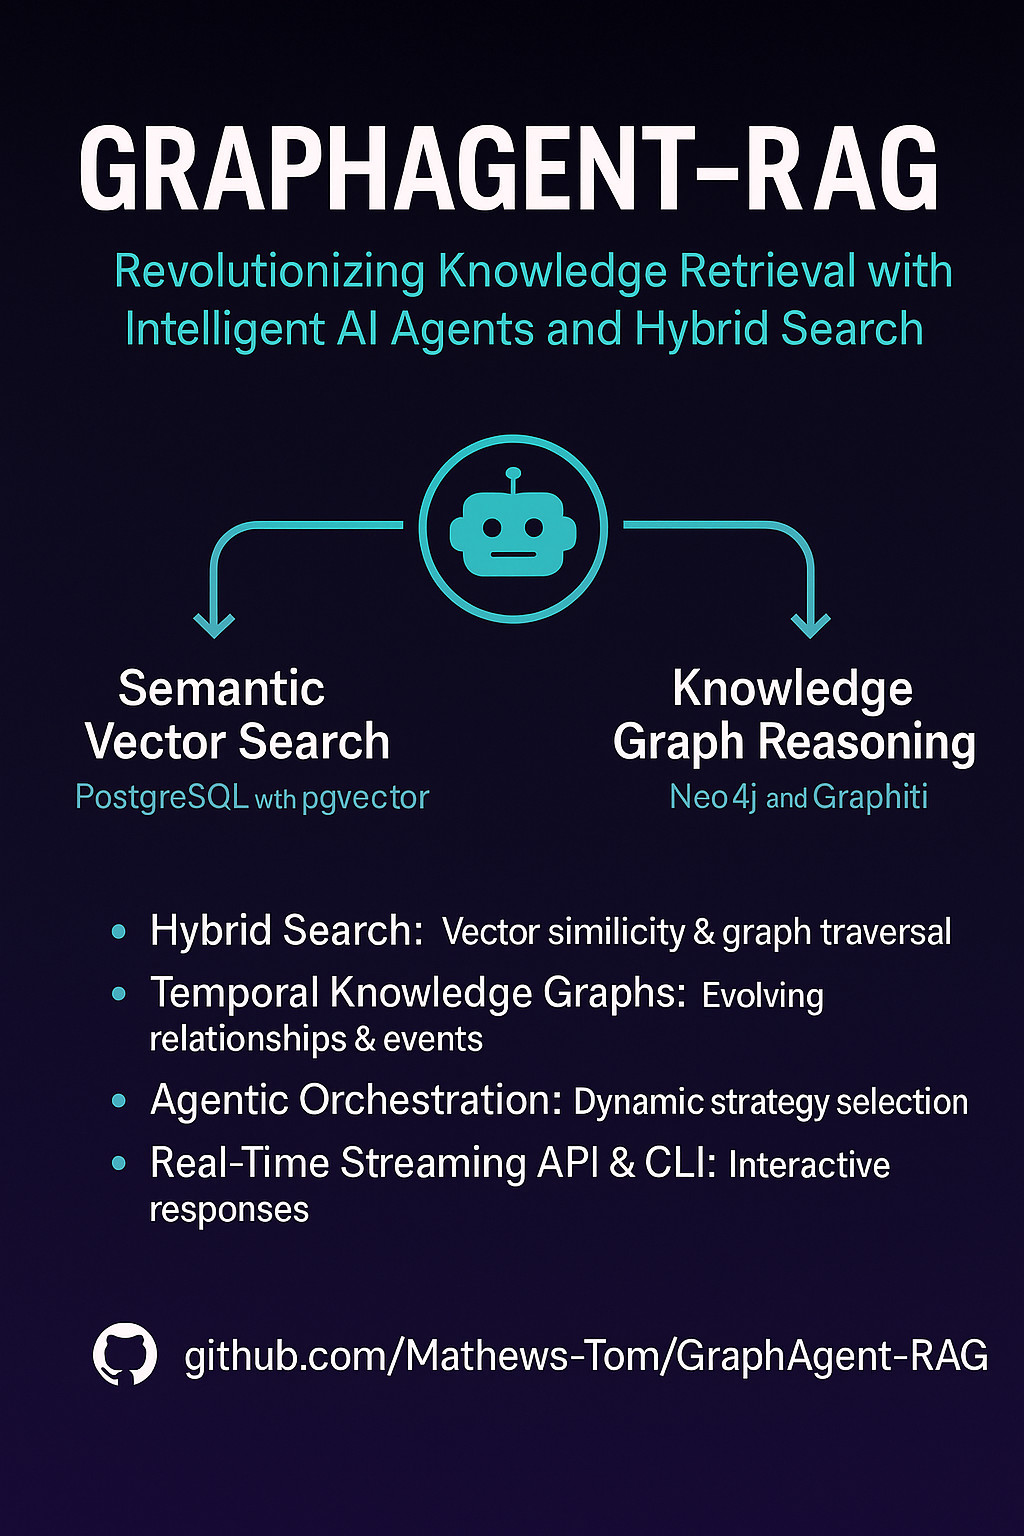 GRAPHAGENT-RAG
Revolutionizing Knowledge Retrieval with
Intelligent AI Agents and Hybrid Search
Semantic
Vector Search
PostgreSQL wth pgvector
Knowledge
Graph Reasoning
Neo4j and Graphiti
• Hybrid Search: Vector similicity & graph traversal
• Temporal Knowledge Graphs: Evolving
relationships & events
• Agentic Orchestration: Dynamic strategy selection
• Real-Time Streaming API & CLI: Interactive
responses
github.com/Mathews-Tom/GraphAgent-RAG